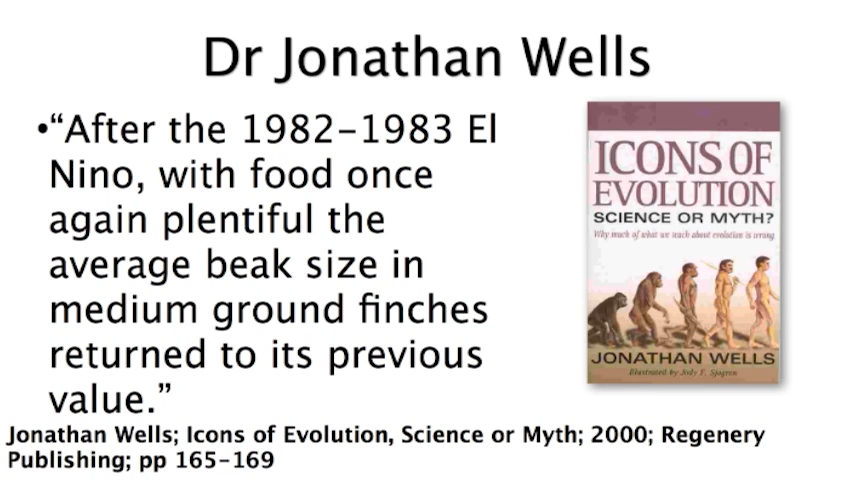 Dr Jonathan Wells
•“After the 1982-1983 El
Nino, with food once
again plentiful the
average beak size in
medium ground finches
returned to its previous
value.”
ICONS OF
EVOLUTION
SCIENCE OR MYTH?
Why much of what we teach about evolution is wrong
JONATHAN WELLS
Illustrated by Jody F. Sjogren
Jonathan Wells; Icons of Evolution, Science or Myth; 2000; Regenery
Publishing; pp 165-169